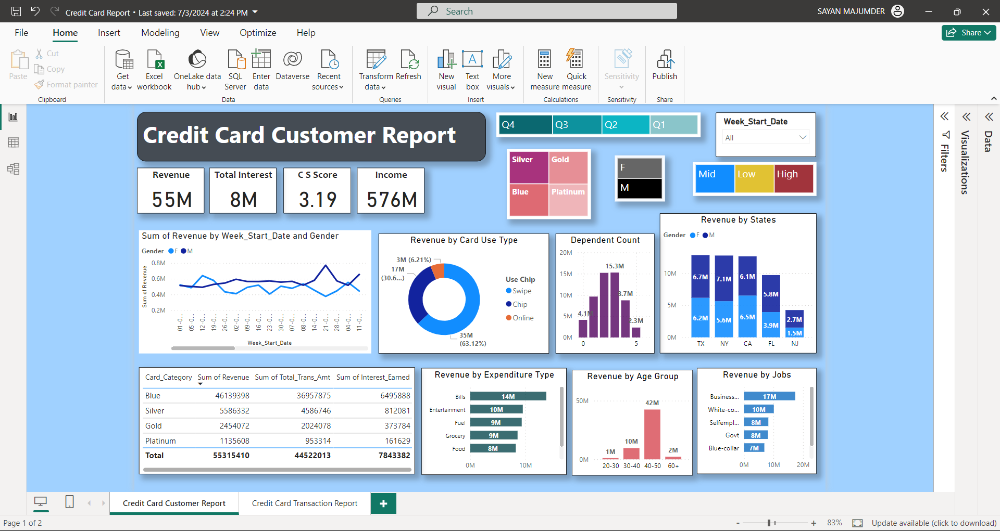 Credit Card Report • Last saved: 7/3/2024 at 2:24 PM
Search
SAYAN MAJUMDER
File Home Insert Modeling View Optimize Help
Share
Paste
Cut
Copy
Format painter
Clipboard
Get data
Excel workbook
OneLake data hub
SQL Server
Enter data
Dataverse
Recent sources
Data
Transform data
Refresh
Queries
New visual
Text box
More visuals
Insert
New measure
Quick measure
Calculations
Sensitivity
Sensitivity
Publish
Share
Credit Card Customer Report
Q4 Q3 Q2 Q1
Week_Start_Date
All
Silver Gold
Blue Platinum
F
M
Mid Low High
Filters
Visualizations
Data
Revenue
55M
Total Interest
8M
C S Score
3.19
Income
576M
Sum of Revenue by Week_Start_Date and Gender
Gender F M
Sum of Revenue
0.8M
0.6M
0.4M
0.2M
01-0... 05-0... 12-0... 19-0... 26-0... 02-0... 09-0... 16-0... 23-0... 30-0... 07-0... 08-0... 14-0... 21-0... 28-0... 04-0... 11-0...
Week_Start_Date
Revenue by Card Use Type
3M (6.21%)
17M
(30.6...)
35M
(63.12%)
Use Chip
Swipe
Chip
Online
Dependent Count
20M
15M
10M
5M
0M
4.1M
15.3M
8.7M
2.3M
0 5
Revenue by States
Gender F M
10M
5M
0M
6.7M 7.1M 6.1M 5.8M 2.7M
6.2M 5.6M 6.5M 3.9M 1.5M
TX NY CA FL NJ
Card_Category Sum of Revenue Sum of Total_Trans_Amt Sum of Interest_Earned
Blue 46139398 36957875 6495888
Silver 5586332 4586746 812081
Gold 2454072 2024078 373784
Platinum 1135608 953314 161629
Total 55315410 44522013 7843382
Revenue by Expenditure Type
Bills 14M
Entertainment 10M
Fuel 9M
Grocery 9M
Food 8M
0M 10M
Revenue by Age Group
50M
0M
1M 10M 42M 2M
20-30 30-40 40-50 60+
Revenue by Jobs
Business... 17M
White-co... 10M
Selfempl... 8M
Govt 8M
Blue-collar 7M
0M 10M 20M
Credit Card Customer Report
Credit Card Transaction Report
+
Page 1 of 2
- + 83%
Update available (click to download)